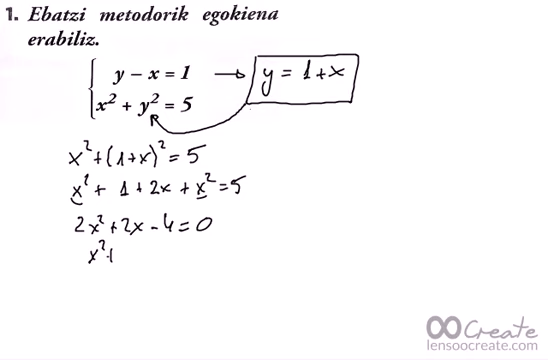 1. Ebatzi metodorik egokiena
erabiliz.
y − x = 1 → y = 1+x
x² + y² = 5
x²+(1+x)²=5
x² + 1+2x+x²=5
2x²+2x-4=0
x²+
Create
lensoocreate.com